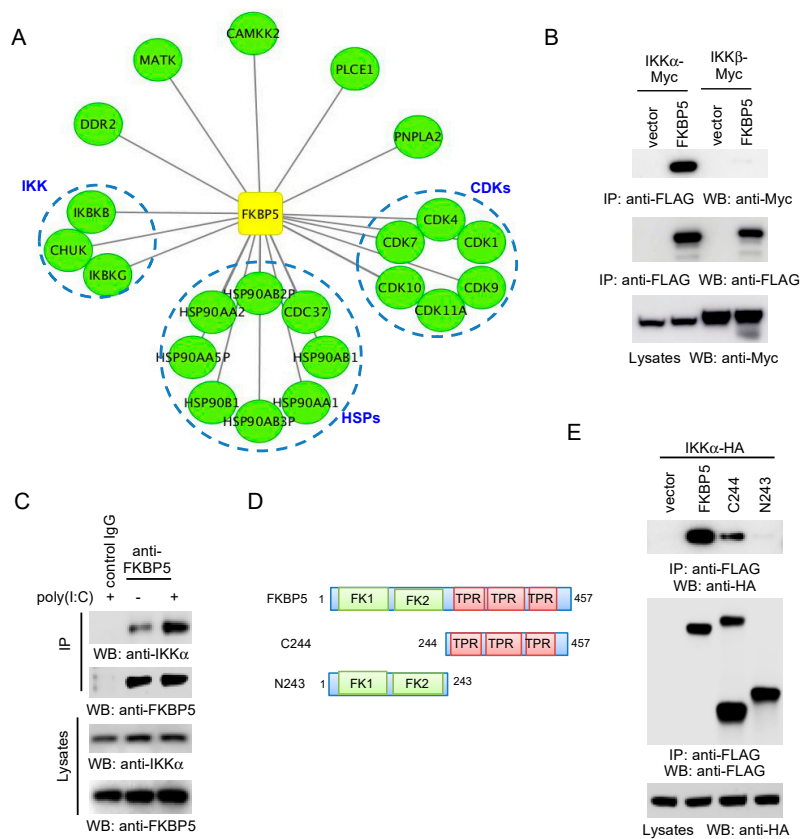 A
CAMKK2
MATK
PLCE1
DDR2
PNPLA2
IKK
CDKs
FKBP5
IKBKB
CHUK
IKBKG
CDK4
CDK7
CDK1
CDK10
CDK9
CDK11A
HSP90AB2P
HSP90AA2
CDC37
HSP90AA5P
HSP90AB1
HSP90B1
HSP90AA1
HSP90AB3P
HSPs
B
IKKα-Myc
IKKβ-Myc
vector
FKBP5
vector
FKBP5
IP: anti-FLAG WB: anti-Myc
IP: anti-FLAG WB: anti-FLAG
Lysates WB: anti-Myc
C
control IgG
anti-
FKBP5
poly(I:C) + - +
IP
WB: anti-IKKα
WB: anti-FKBP5
Lysates
WB: anti-IKKα
WB: anti-FKBP5
D
FKBP5 1 FK1 FK2 TPR TPR TPR 457
C244 244 TPR TPR TPR 457
N243 1 FK1 FK2 243
E
IKKα-HA
vector
FKBP5
C244
N243
IP: anti-FLAG
WB: anti-HA
IP: anti-FLAG
WB: anti-FLAG
Lysates WB: anti-HA